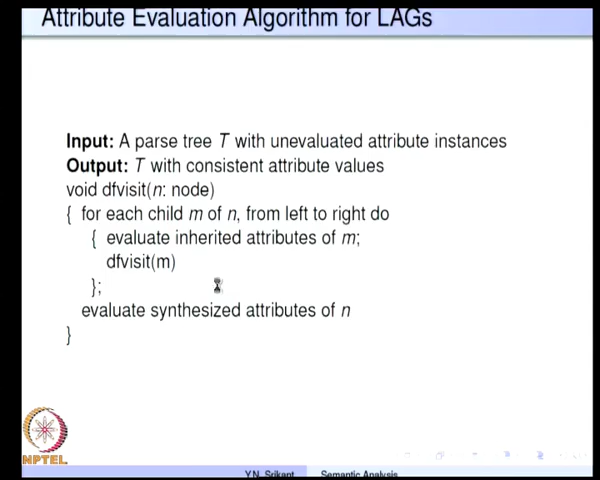 Attribute Evaluation Algorithm for LAGs
Input: A parse tree T with unevaluated attribute instances
Output: T with consistent attribute values
void dfvisit(n: node)
{ for each child m of n, from left to right do
{ evaluate inherited attributes of m;
dfvisit(m)
};
evaluate synthesized attributes of n
}
NPTEL
Y.N. Srikant Semantic Analysis